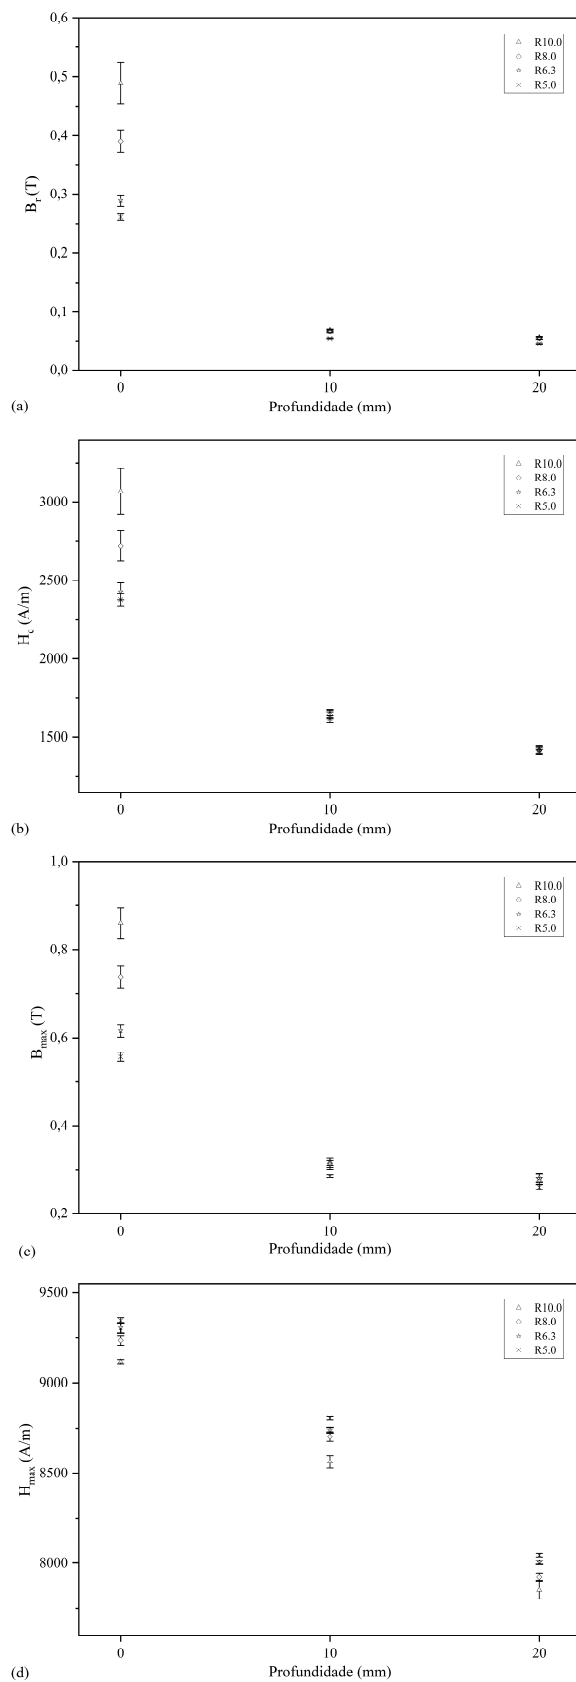 0,6
0,5
0,4
0,3
0,2
0,1
0,0
B_r (T)
R10.0
R8.0
R6.3
R5.0
0 10 20
(a) Profundidade (mm)
3000
2500
2000
1500
H_c (A/m)
R10.0
R8.0
R6.3
R5.0
0 10 20
(b) Profundidade (mm)
1,0
0,8
0,6
0,4
0,2
B_max (T)
R10.0
R8.0
R6.3
R5.0
0 10 20
(c) Profundidade (mm)
9500
9000
8500
8000
H_max (A/m)
R10.0
R8.0
R6.3
R5.0
0 10 20
(d) Profundidade (mm)